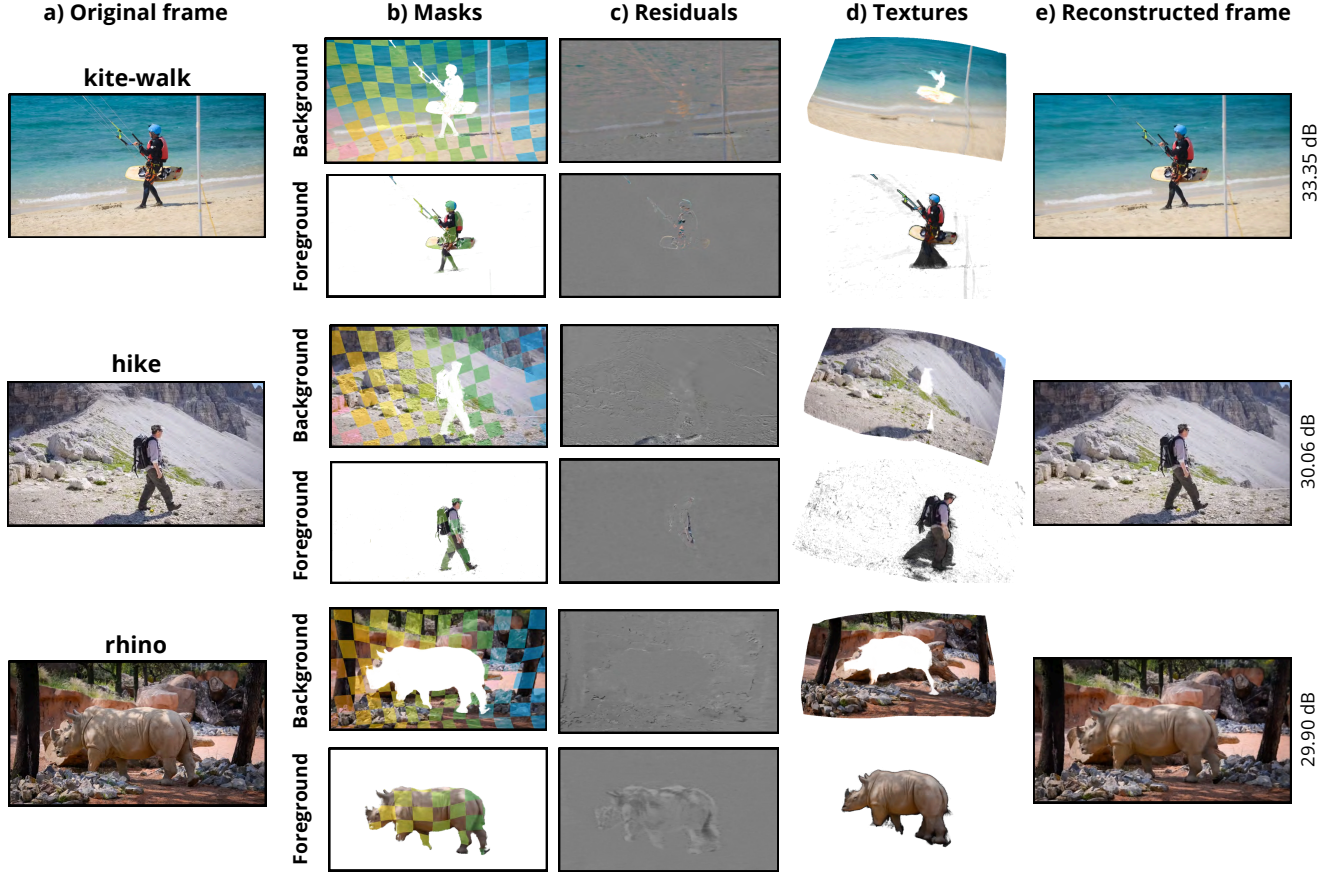 a) Original frame
b) Masks
c) Residuals
d) Textures
e) Reconstructed frame
kite-walk
Background
Foreground
33.35 dB
hike
Background
Foreground
30.06 dB
rhino
Background
Foreground
29.90 dB